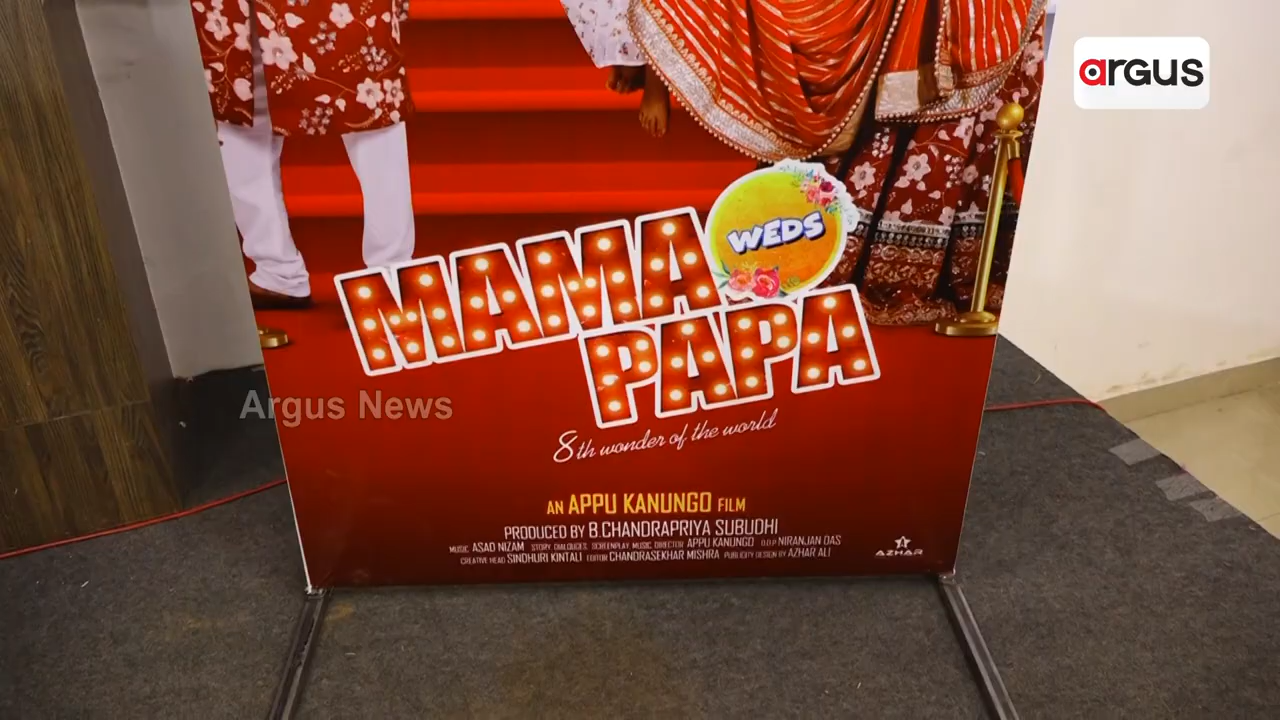 argus
MAMA
WEDS
PAPA
Argus News
8th wonder of the world
AN APPU KANUNGO FILM
PRODUCED BY B.CHANDRAPRIYA SUBUDHI
MUSIC ASAD NIZAM STORY DIALOGUES SCREENPLAY MUSIC DIRECTOR APPU KANUNGO D.O.P NIRANJAN DAS
CREATIVE HEAD SINDHURI KINTALI EDITOR CHANDRASEKHAR MISHRA PUBLICITY DESIGN BY AZHAR ALI
AZHAR